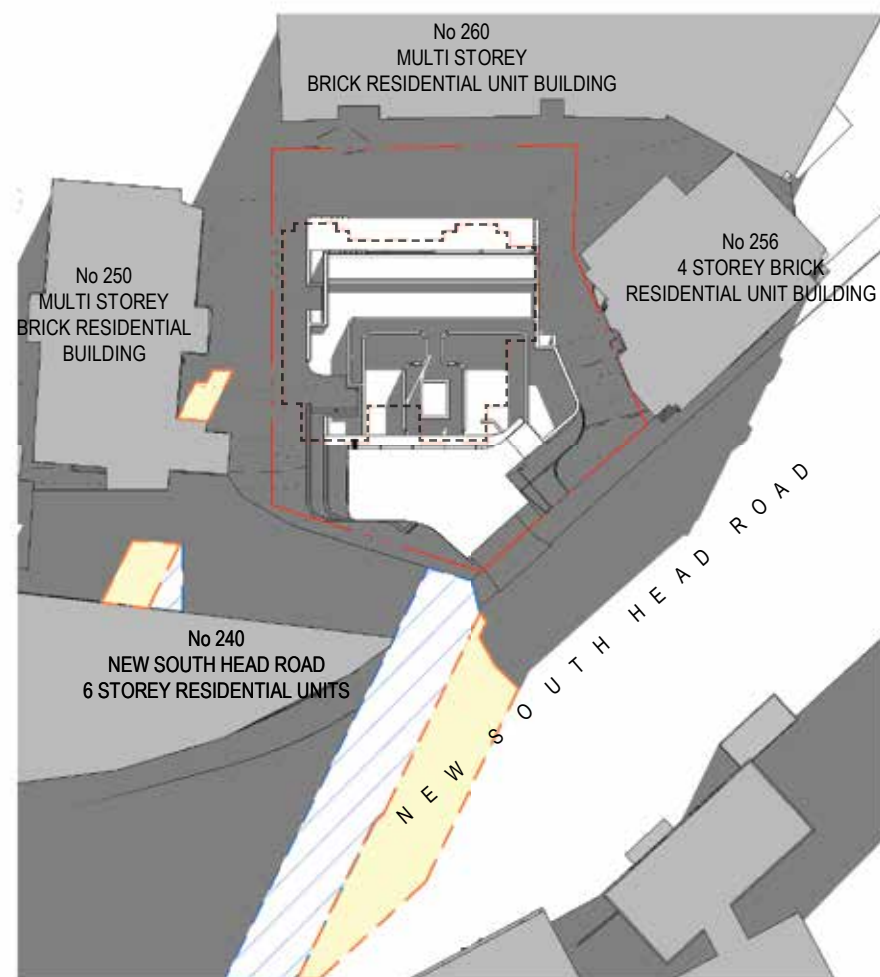 No 260
MULTI STOREY
BRICK RESIDENTIAL UNIT BUILDING
No 256
4 STOREY BRICK
RESIDENTIAL UNIT BUILDING
No 250
MULTI STOREY
BRICK RESIDENTIAL
BUILDING
No 240
NEW SOUTH HEAD ROAD
6 STOREY RESIDENTIAL UNITS
NEW SOUTH HEAD ROAD